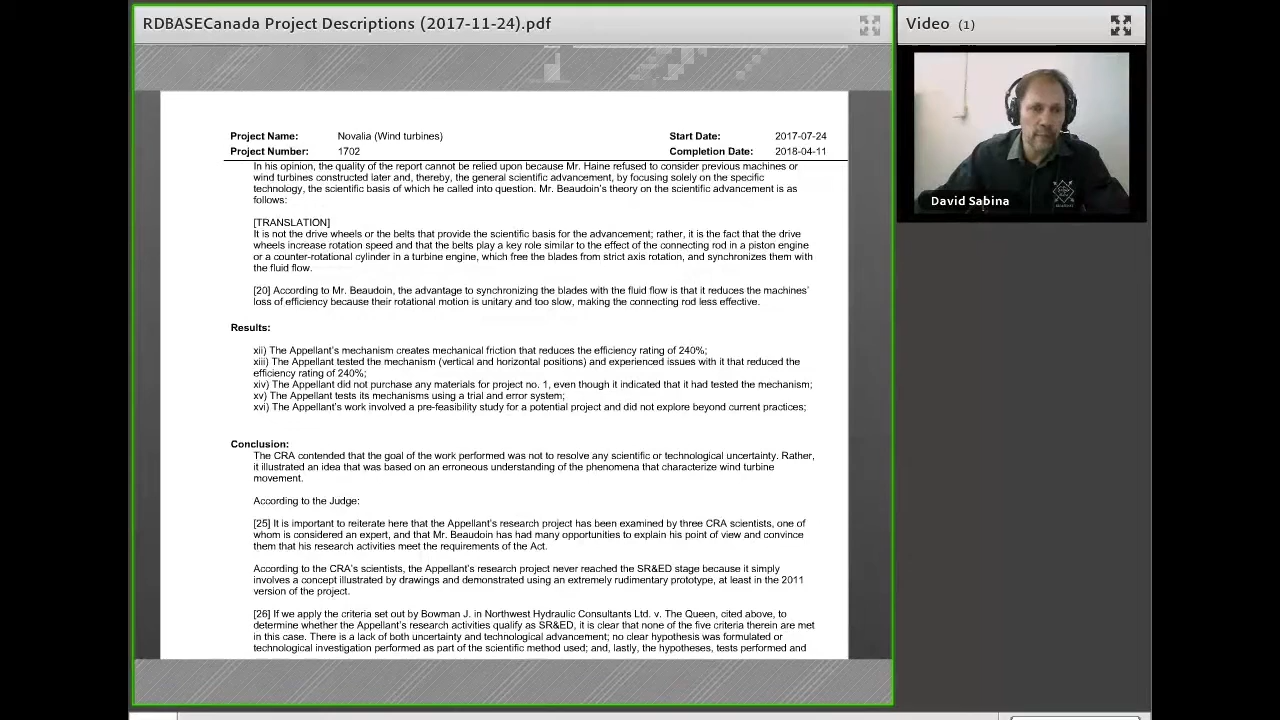 RDBASECanada Project Descriptions (2017-11-24).pdf
Video (1)
David Sabina
Project Name: Novalia (Wind turbines) Start Date: 2017-07-24
Project Number: 1702 Completion Date: 2018-04-11
In his opinion, the quality of the report cannot be relied upon because Mr. Haine refused to consider previous machines or
wind turbines constructed later and, thereby, the general scientific advancement, by focusing solely on the specific
technology, the scientific basis of which he called into question. Mr. Beaudoin's theory on the scientific advancement is as
follows:
[TRANSLATION]
It is not the drive wheels or the belts that provide the scientific basis for the advancement; rather, it is the fact that the drive
wheels increase rotation speed and that the belts play a key role similar to the effect of the connecting rod in a piston engine
or a counter-rotational cylinder in a turbine engine, which free the blades from strict axis rotation, and synchronizes them with
the fluid flow.
[20] According to Mr. Beaudoin, the advantage to synchronizing the blades with the fluid flow is that it reduces the machines'
loss of efficiency because their rotational motion is unitary and too slow, making the connecting rod less effective.
Results:
xii) The Appellant's mechanism creates mechanical friction that reduces the efficiency rating of 240%;
xiii) The Appellant tested the mechanism (vertical and horizontal positions) and experienced issues with it that reduced the
efficiency rating of 240%;
xiv) The Appellant did not purchase any materials for project no. 1, even though it indicated that it had tested the mechanism;
xv) The Appellant tests its mechanisms using a trial and error system;
xvi) The Appellant's work involved a pre-feasibility study for a potential project and did not explore beyond current practices;
Conclusion:
The CRA contended that the goal of the work performed was not to resolve any scientific or technological uncertainty. Rather,
it illustrated an idea that was based on an erroneous understanding of the phenomena that characterize wind turbine
movement.
According to the Judge:
[25] It is important to reiterate here that the Appellant's research project has been examined by three CRA scientists, one of
whom is considered an expert, and that Mr. Beaudoin has had many opportunities to explain his point of view and convince
them that his research activities meet the requirements of the Act.
According to the CRA's scientists, the Appellant's research project never reached the SR&ED stage because it simply
involves a concept illustrated by drawings and demonstrated using an extremely rudimentary prototype, at least in the 2011
version of the project.
[26] If we apply the criteria set out by Bowman J. in Northwest Hydraulic Consultants Ltd. v. The Queen, cited above, to
determine whether the Appellant's research activities qualify as SR&ED, it is clear that none of the five criteria therein are met
in this case. There is a lack of both uncertainty and technological advancement; no clear hypothesis was formulated or
technological investigation performed as part of the scientific method used; and, lastly, the hypotheses, tests performed and